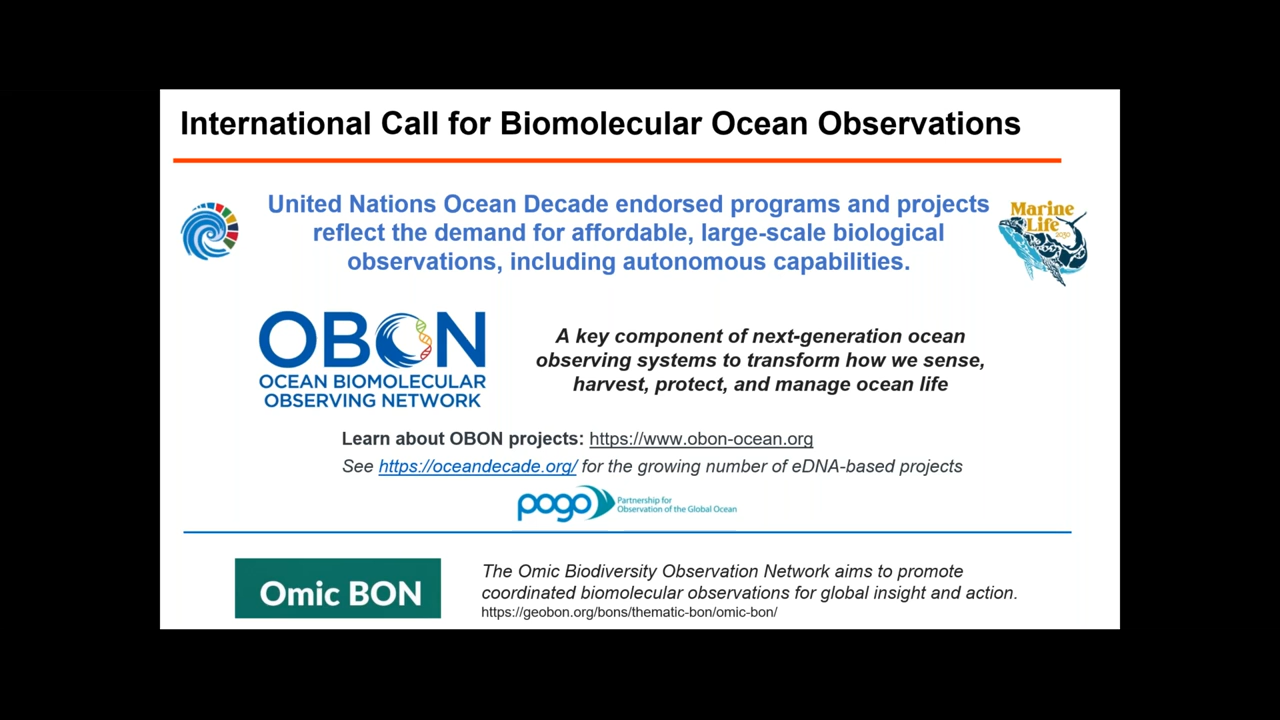 International Call for Biomolecular Ocean Observations
United Nations Ocean Decade endorsed programs and projects
reflect the demand for affordable, large-scale biological
observations, including autonomous capabilities.
Marine
Life
2030
OBON
OCEAN BIOMOLECULAR
OBSERVING NETWORK
A key component of next-generation ocean
observing systems to transform how we sense,
harvest, protect, and manage ocean life
Learn about OBON projects: https://www.obon-ocean.org
See https://oceandecade.org/ for the growing number of eDNA-based projects
pogo
Partnership for
Observation of the Global Ocean
Omic BON
The Omic Biodiversity Observation Network aims to promote
coordinated biomolecular observations for global insight and action.
https://geobon.org/bons/thematic-bon/omic-bon/